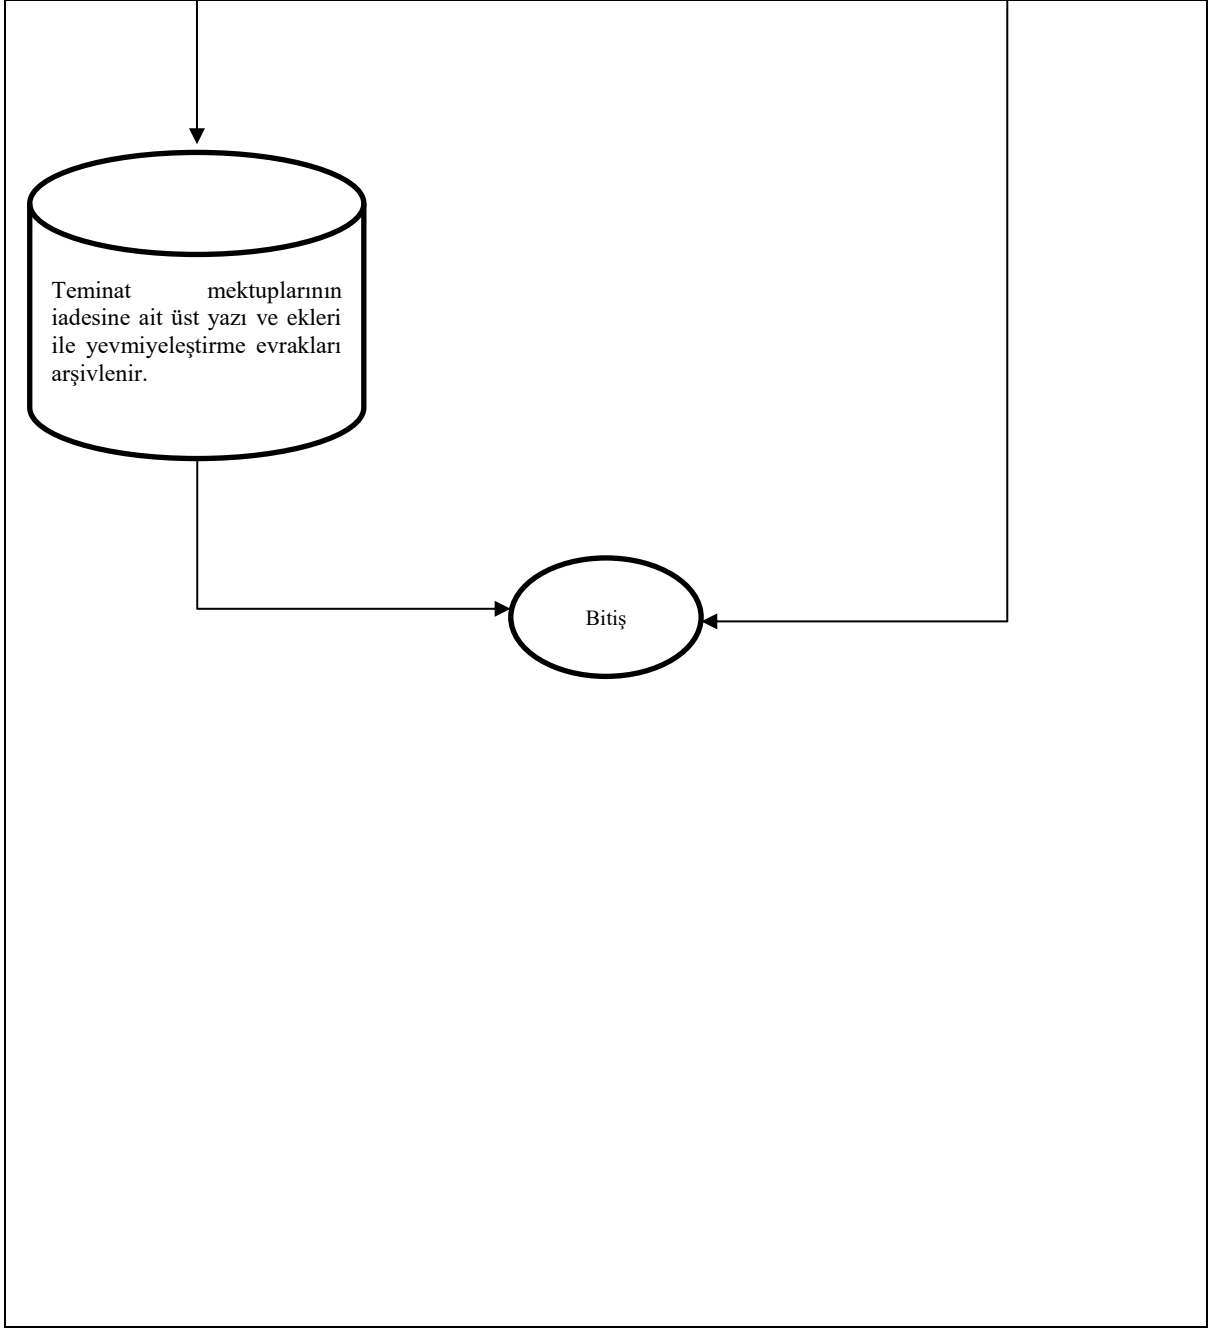 Teminat mektuplarının
iadesine ait üst yazı ve ekleri
ile yevmiyeleştirme evrakları
arşivlenir.
Bitiş